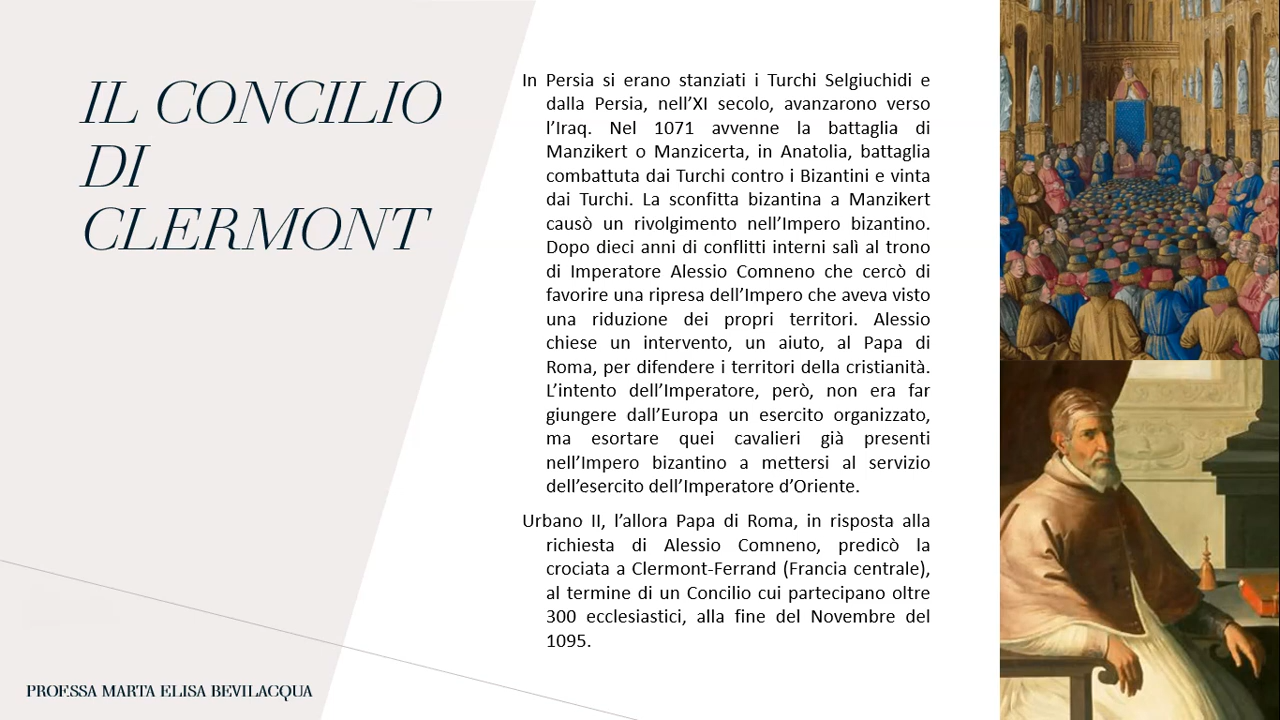 IL CONCILIO
DI
CLERMONT
In Persia si erano stanziati i Turchi Selgiuchidi e
dalla Persia, nell’XI secolo, avanzarono verso
l’Iraq. Nel 1071 avvenne la battaglia di
Manzikert o Manzicerta, in Anatolia, battaglia
combattuta dai Turchi contro i Bizantini e vinta
dai Turchi. La sconfitta bizantina a Manzikert
causò un rivolgimento nell’Impero bizantino.
Dopo dieci anni di conflitti interni salì al trono
di Imperatore Alessio Comneno che cercò di
favorire una ripresa dell’Impero che aveva visto
una riduzione dei propri territori. Alessio
chiese un intervento, un aiuto, al Papa di
Roma, per difendere i territori della cristianità.
L’intento dell’Imperatore, però, non era far
giungere dall’Europa un esercito organizzato,
ma esortare quei cavalieri già presenti
nell’Impero bizantino a mettersi al servizio
dell’esercito dell’Imperatore d’Oriente.
Urbano II, l’allora Papa di Roma, in risposta alla
richiesta di Alessio Comneno, predicò la
crociata a Clermont-Ferrand (Francia centrale),
al termine di un Concilio cui partecipano oltre
300 ecclesiastici, alla fine del Novembre del
1095.
PROF.SSA MARTA ELISA BEVILACQUA